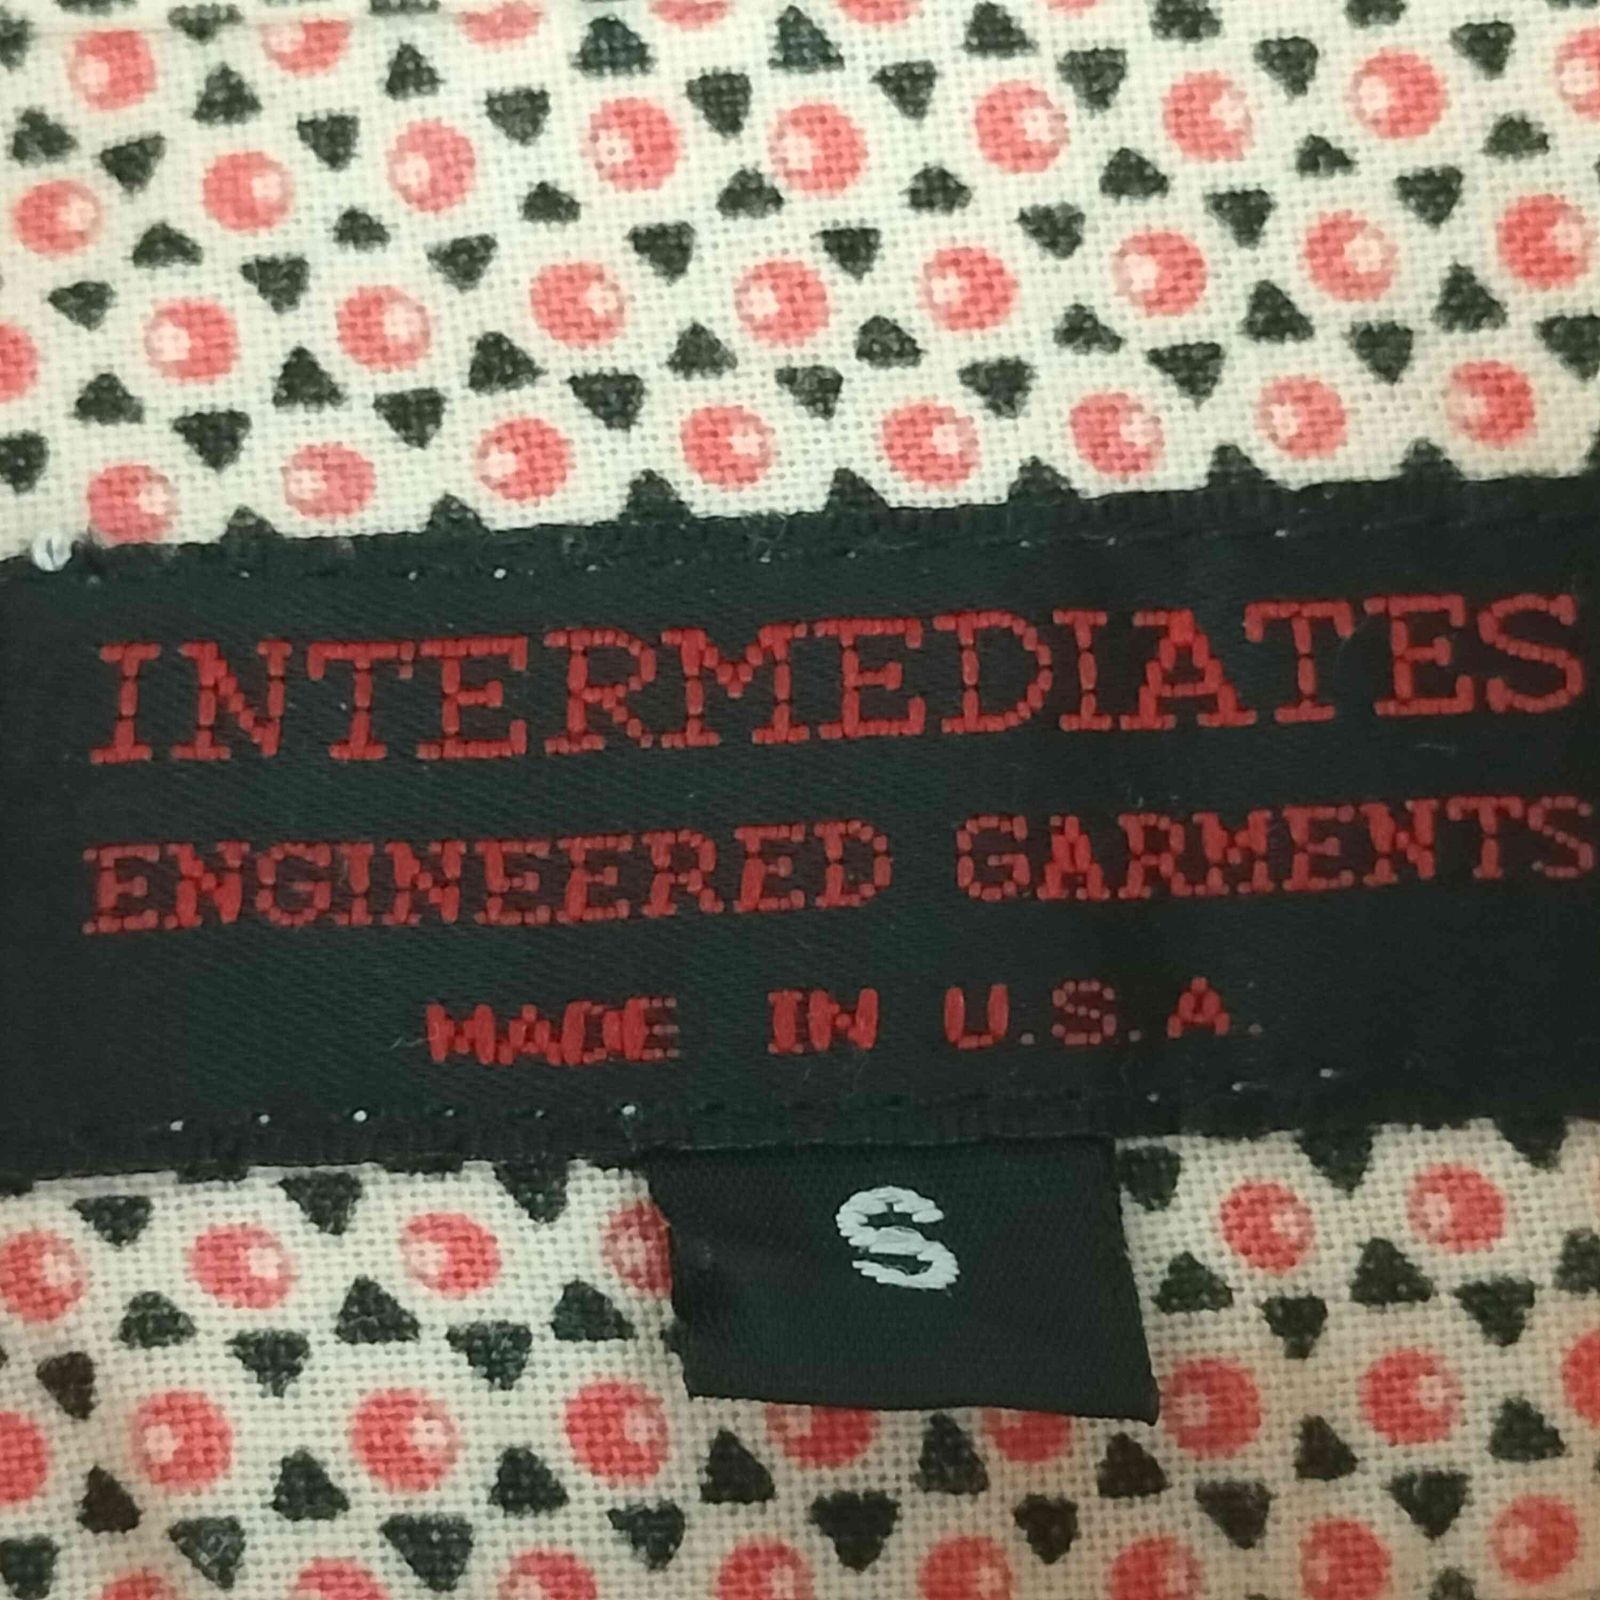 INTERMEDIATES
ENGINEERED GARMENTS
MADE IN U.S.A.
S